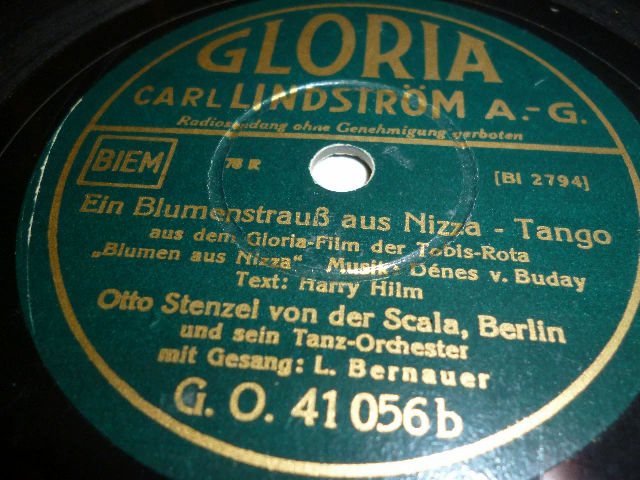 GLORIA
CARL LINDSTRÖM A.-G.
Radiosendung ohne Genehmigung verboten
BIEM 78 R [BI 2794]
Ein Blumenstrauß aus Nizza - Tango
aus dem Gloria-Film der Tobis-Rota
„Blumen aus Nizza" Musik: Dénes v. Buday
Text: Harry Hilm
Otto Stenzel von der Scala, Berlin
und sein Tanz-Orchester
mit Gesang: L. Bernauer
G. O. 41 056 b